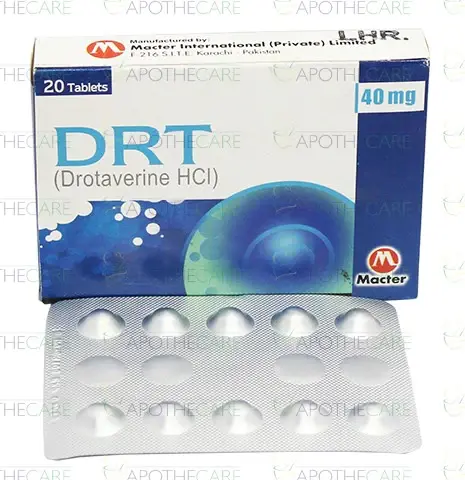 Manufactured by:
Macter International (Private) Limited
F 216 S.I.T.E. Karachi - Pakistan
LHR.
20 Tablets
40 mg
DRT
(Drotaverine HCl)
M
Macter
APOTHECARE